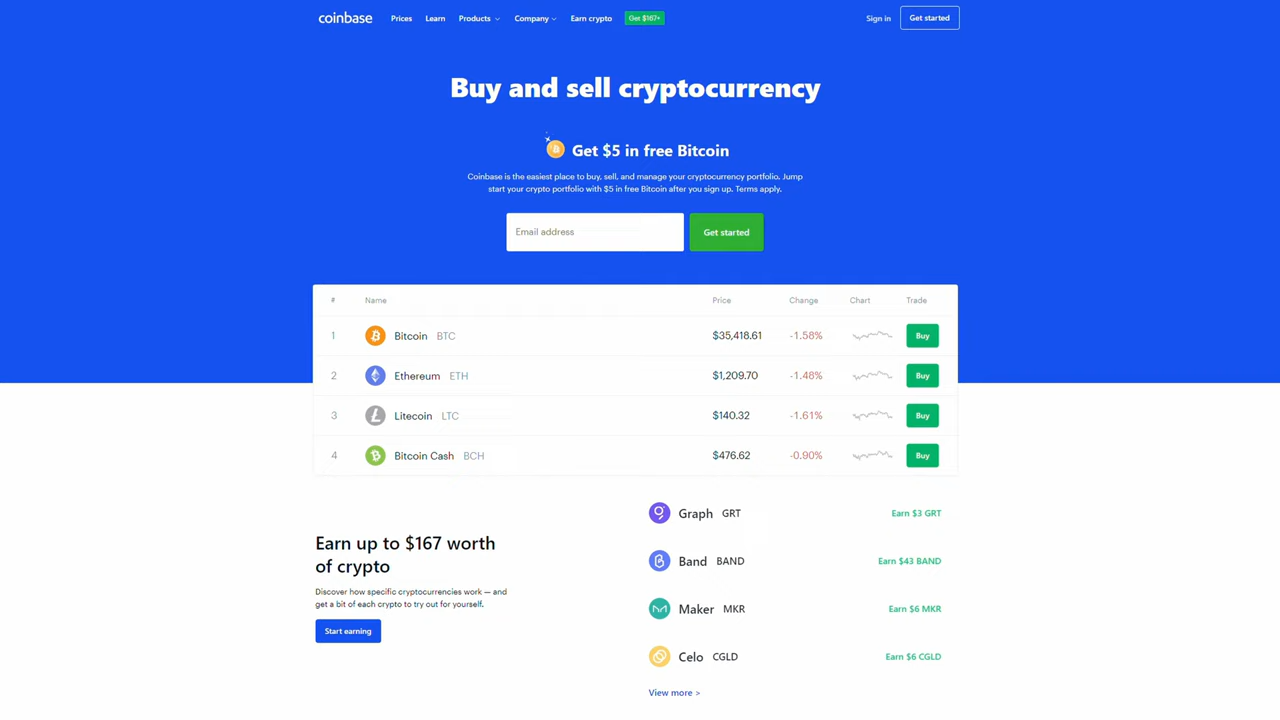 coinbase Prices Learn Products Company Earn crypto Get $167+ Sign in Get started
Buy and sell cryptocurrency
Get $5 in free Bitcoin
Coinbase is the easiest place to buy, sell, and manage your cryptocurrency portfolio. Jump
start your crypto portfolio with $5 in free Bitcoin after you sign up. Terms apply.
Email address Get started
# Name Price Change Chart Trade
1 Bitcoin BTC $35,418.61 -1.58% Buy
2 Ethereum ETH $1,209.70 -1.48% Buy
3 Litecoin LTC $140.32 -1.61% Buy
4 Bitcoin Cash BCH $476.62 -0.90% Buy
Earn up to $167 worth
of crypto
Discover how specific cryptocurrencies work — and
get a bit of each crypto to try out for yourself.
Start earning
Graph GRT Earn $3 GRT
Band BAND Earn $43 BAND
Maker MKR Earn $6 MKR
Celo CGLD Earn $6 CGLD
View more >